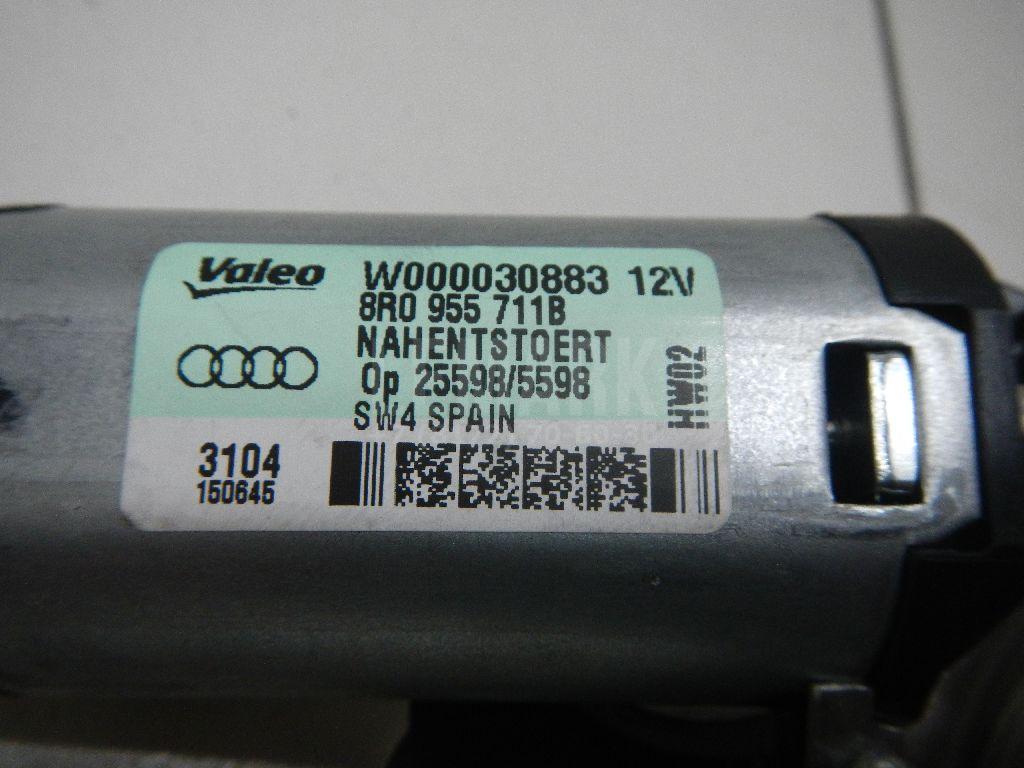 Valeo W000030883 12V
8R0 955 711B
NAHENTSTOERT
Op 25598/5598
SW4 SPAIN
HW02
3104
150645